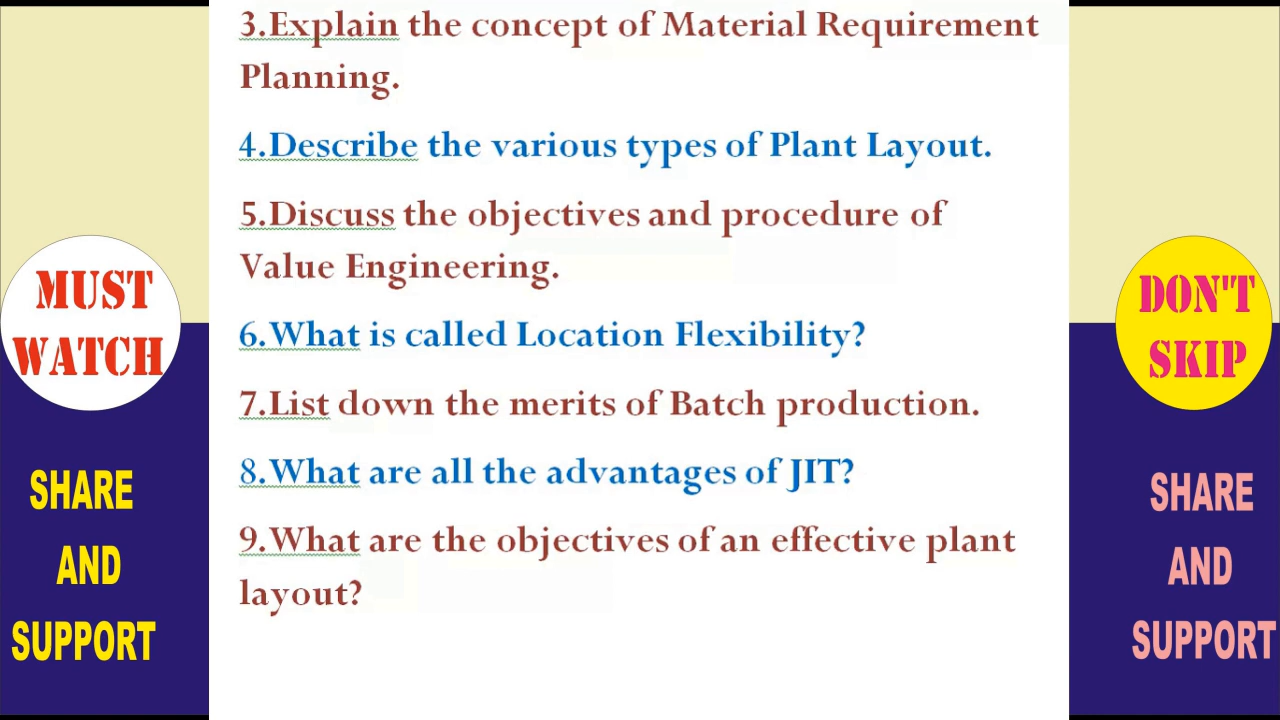 3.Explain the concept of Material Requirement
Planning.
4.Describe the various types of Plant Layout.
5.Discuss the objectives and procedure of
Value Engineering.
6.What is called Location Flexibility?
7.List down the merits of Batch production.
8.What are all the advantages of JIT?
9.What are the objectives of an effective plant
layout?
MUST
WATCH
SHARE
AND
SUPPORT
DON'T
SKIP
SHARE
AND
SUPPORT